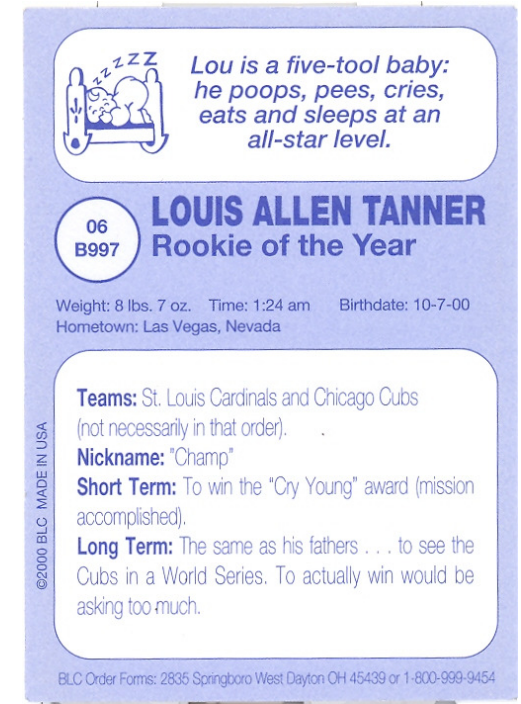 zzzzzZ
Lou is a five-tool baby:
he poops, pees, cries,
eats and sleeps at an
all-star level.
06
B997
LOUIS ALLEN TANNER
Rookie of the Year
Weight: 8 lbs. 7 oz. Time: 1:24 am Birthdate: 10-7-00
Hometown: Las Vegas, Nevada
Teams: St. Louis Cardinals and Chicago Cubs
(not necessarily in that order).
Nickname: "Champ"
Short Term: To win the "Cry Young" award (mission
accomplished).
Long Term: The same as his fathers . . . to see the
Cubs in a World Series. To actually win would be
asking too much.
©2000 BLC MADE IN USA
BLC Order Forms: 2835 Springboro West Dayton OH 45439 or 1-800-999-9454